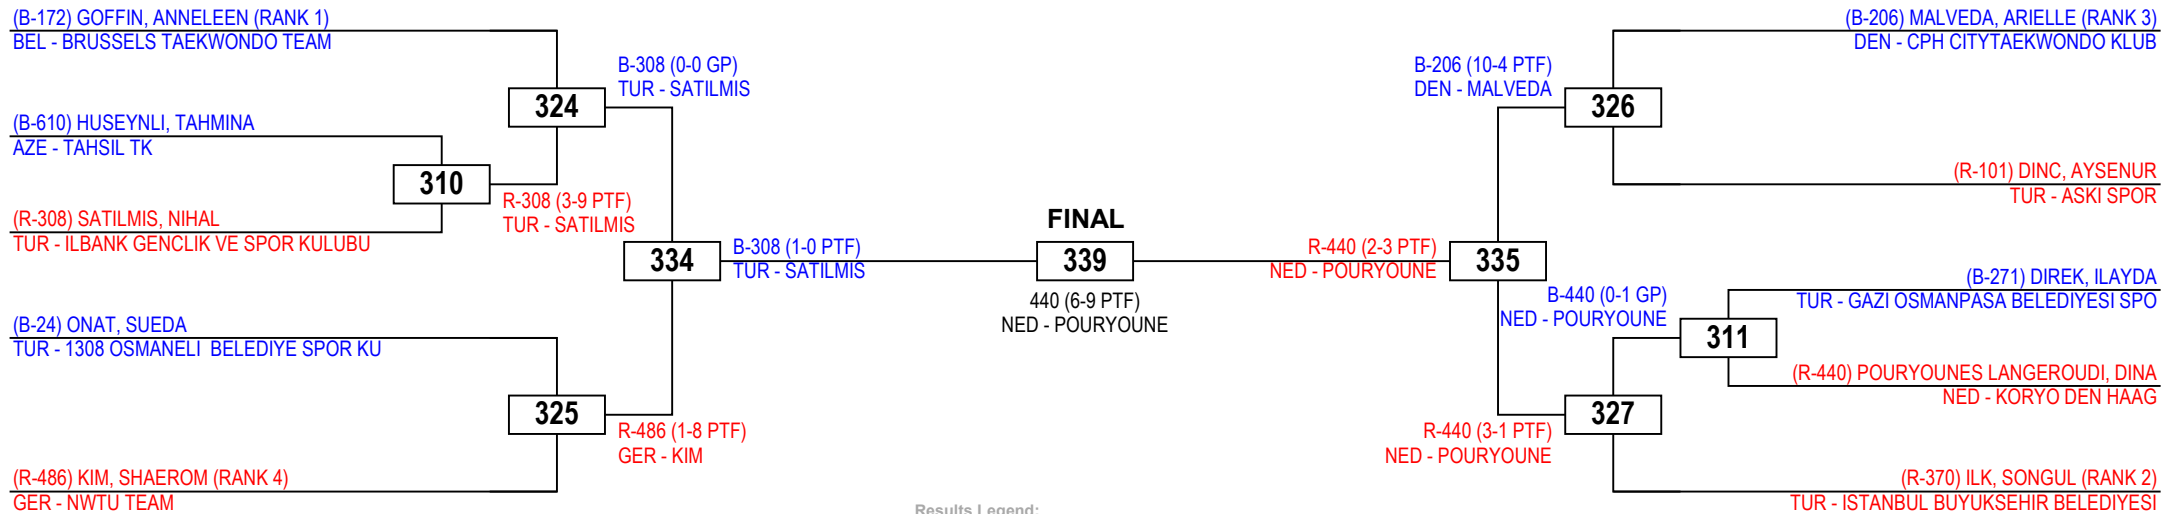 (B-172) GOFFIN, ANNELEEN (RANK 1)
BEL - BRUSSELS TAEKWONDO TEAM
B-308 (0-0 GP)
TUR - SATILMIS
324
(B-610) HUSEYNLI, TAHMINA
AZE - TAHSIL TK
310
R-308 (3-9 PTF)
TUR - SATILMIS
(R-308) SATILMIS, NIHAL
TUR - ILBANK GENCLIK VE SPOR KULUBU
334
B-308 (1-0 PTF)
TUR - SATILMIS
(B-24) ONAT, SUEDA
TUR - 1308 OSMANELI  BELEDIYE SPOR KU
325
R-486 (1-8 PTF)
GER - KIM
(R-486) KIM, SHAEROM (RANK 4)
GER - NWTU TEAM
FINAL
339
440 (6-9 PTF)
NED - POURYOUNE
(B-206) MALVEDA, ARIELLE (RANK 3)
DEN - CPH CITYTAEKWONDO KLUB
B-206 (10-4 PTF)
DEN - MALVEDA
326
(R-101) DINC, AYSENUR
TUR - ASKI SPOR
R-440 (2-3 PTF)
NED - POURYOUNE
335
(B-271) DIREK, ILAYDA
TUR - GAZI OSMANPASA BELEDIYESI SPO
B-440 (0-1 GP)
NED - POURYOUNE
311
(R-440) POURYOUNES LANGEROUDI, DINA
NED - KORYO DEN HAAG
327
R-440 (3-1 PTF)
NED - POURYOUNE
(R-370) ILK, SONGUL (RANK 2)
TUR - ISTANBUL BUYUKSEHIR BELEDIYESI
Results Legend: